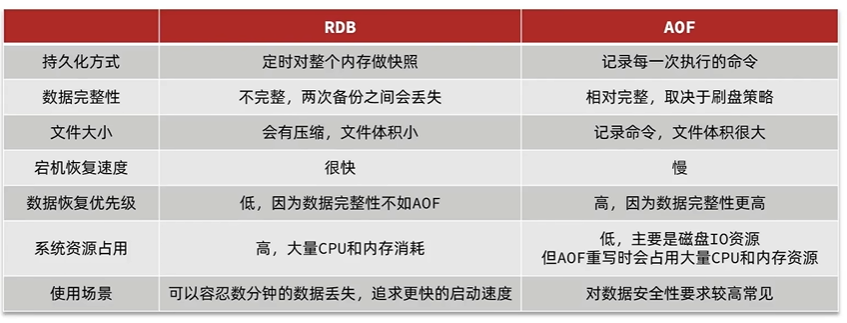 RDB AOF
持久化方式 定时对整个内存做快照 记录每一次执行的命令
数据完整性 不完整，两次备份之间会丢失 相对完整，取决于刷盘策略
文件大小 会有压缩，文件体积小 记录命令，文件体积很大
宕机恢复速度 很快 慢
数据恢复优先级 低，因为数据完整性不如AOF 高，因为数据完整性更高
系统资源占用 高，大量CPU和内存消耗 低，主要是磁盘IO资源
但AOF重写时会占用大量CPU和内存资源
使用场景 可以容忍数分钟的数据丢失，追求更快的启动速度 对数据安全性要求较高常见